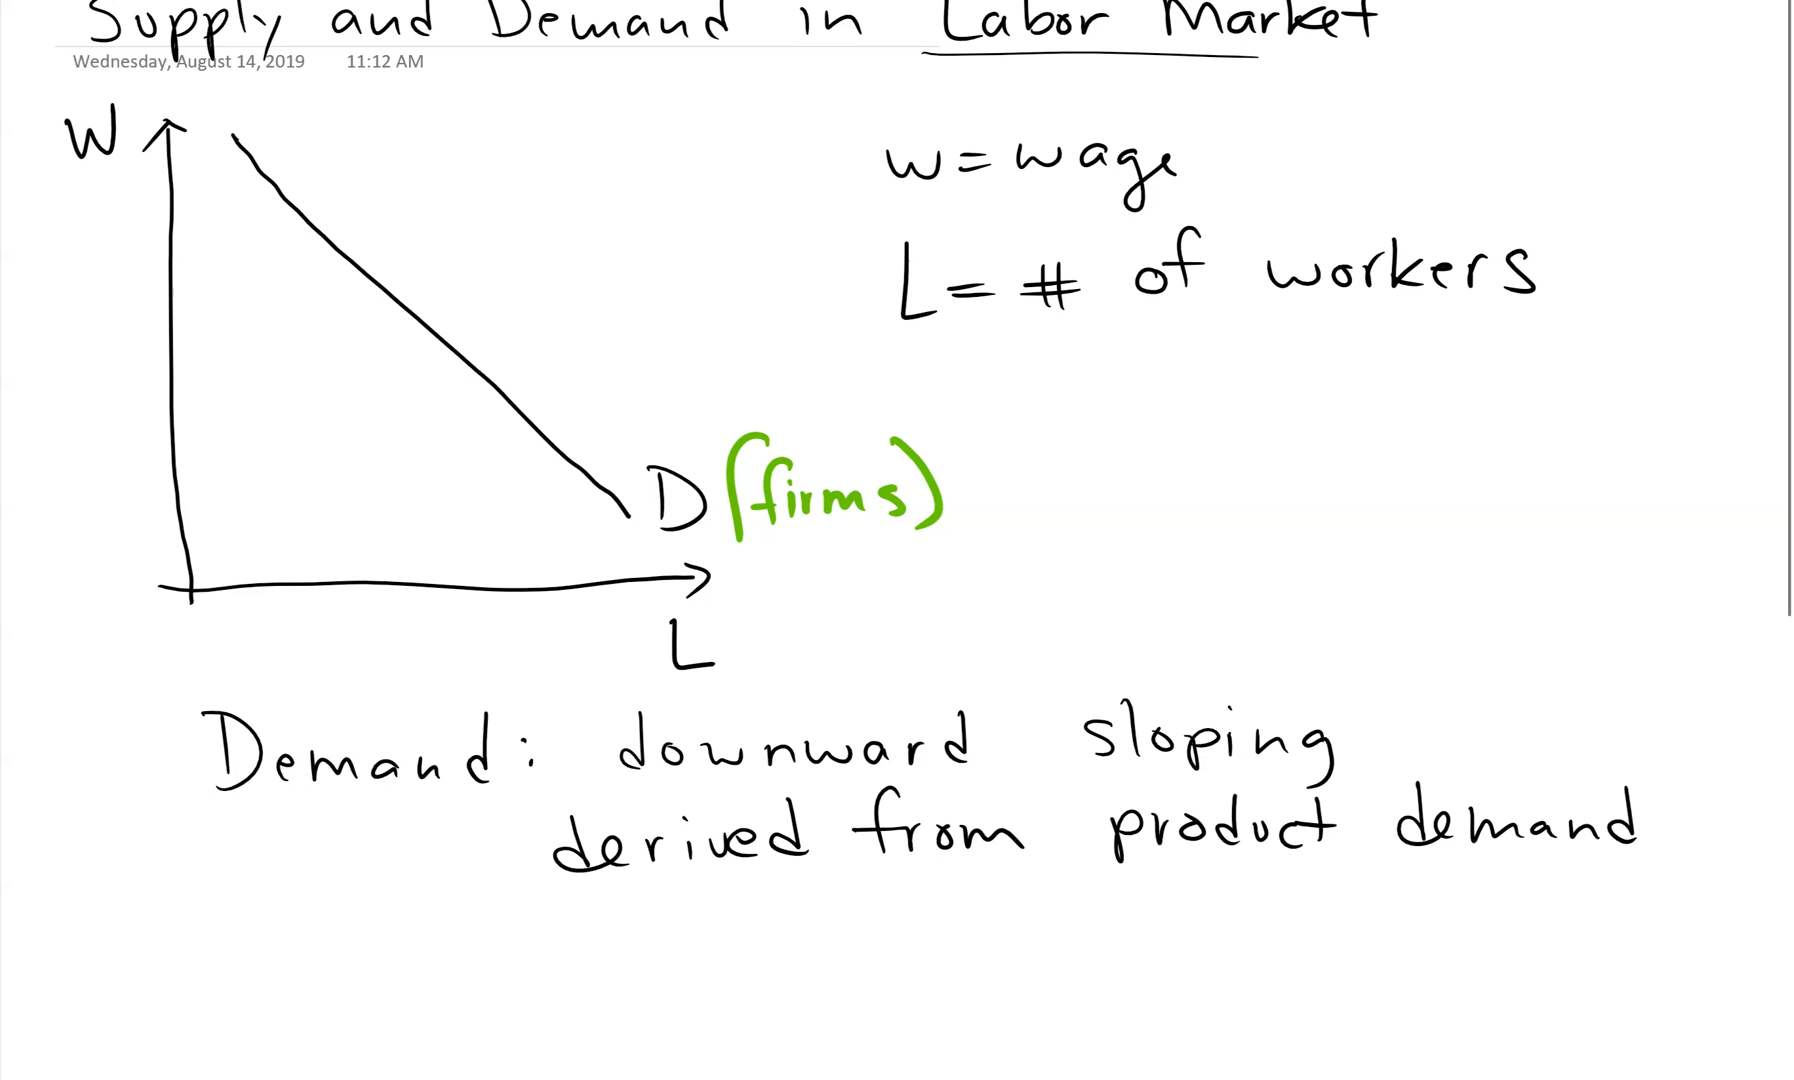 Supply and Demand in Labor Market
Wednesday, August 14, 2019 11:12 AM
W
w = wage
L = # of workers
D (firms)
L
Demand: downward sloping
derived from product demand